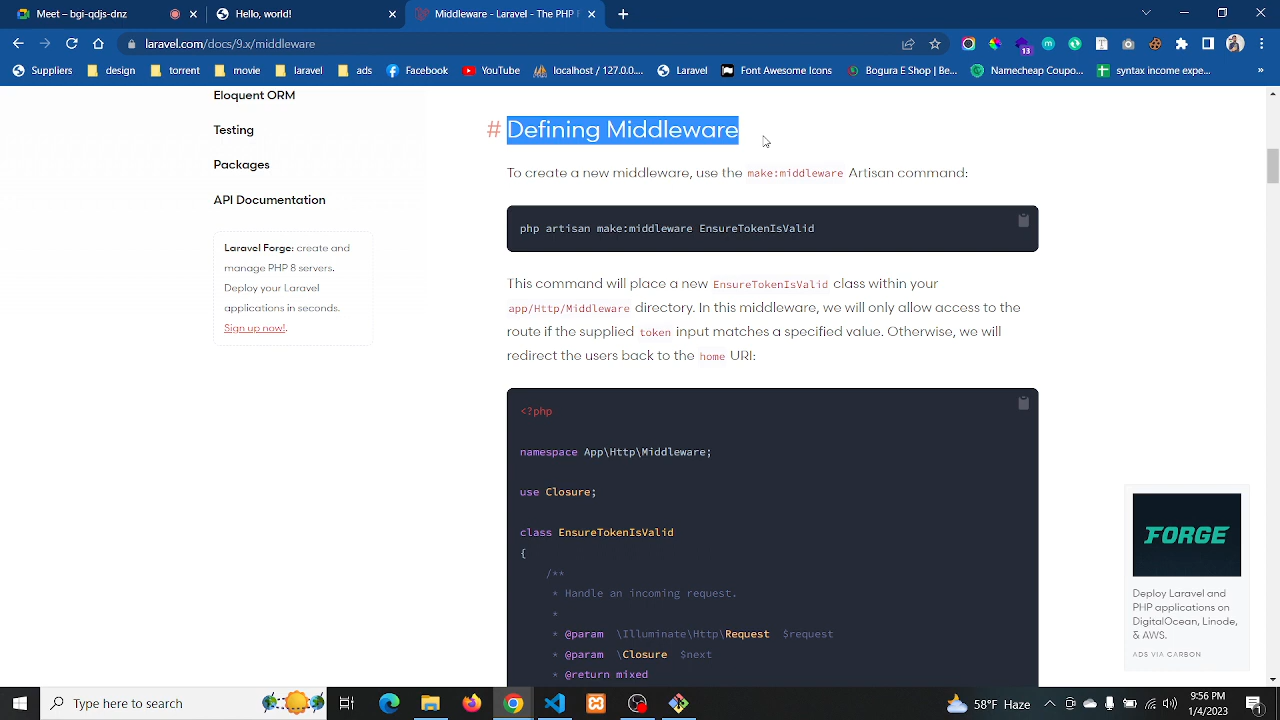 Meet - bgi-dqjs-dnz
Hello, world!
Middleware - Laravel - The PHP F
laravel.com/docs/9.x/middleware
13
Suppliers
design
torrent
movie
laravel
ads
Facebook
YouTube
localhost / 127.0....
Laravel
Font Awesome Icons
Bogura E Shop | Be...
Namecheap Coupo...
syntax income expe...
»
Eloquent ORM
Testing
Packages
API Documentation
Laravel Forge: create and
manage PHP 8 servers.
Deploy your Laravel
applications in seconds.
Sign up now!.
# Defining Middleware
To create a new middleware, use the make:middleware Artisan command:
php artisan make:middleware EnsureTokenIsValid
This command will place a new EnsureTokenIsValid class within your
app/Http/Middleware directory. In this middleware, we will only allow access to the
route if the supplied token input matches a specified value. Otherwise, we will
redirect the users back to the home URI:
<?php
namespace App\Http\Middleware;
use Closure;
class EnsureTokenIsValid
{
/**
* Handle an incoming request.
*
* @param \Illuminate\Http\Request $request
* @param \Closure $next
* @return mixed
FORGE
Deploy Laravel and
PHP applications on
DigitalOcean, Linode,
& AWS.
ADS VIA CARBON
Type here to search
58°F Haze
9:56 PM
1/4/2023